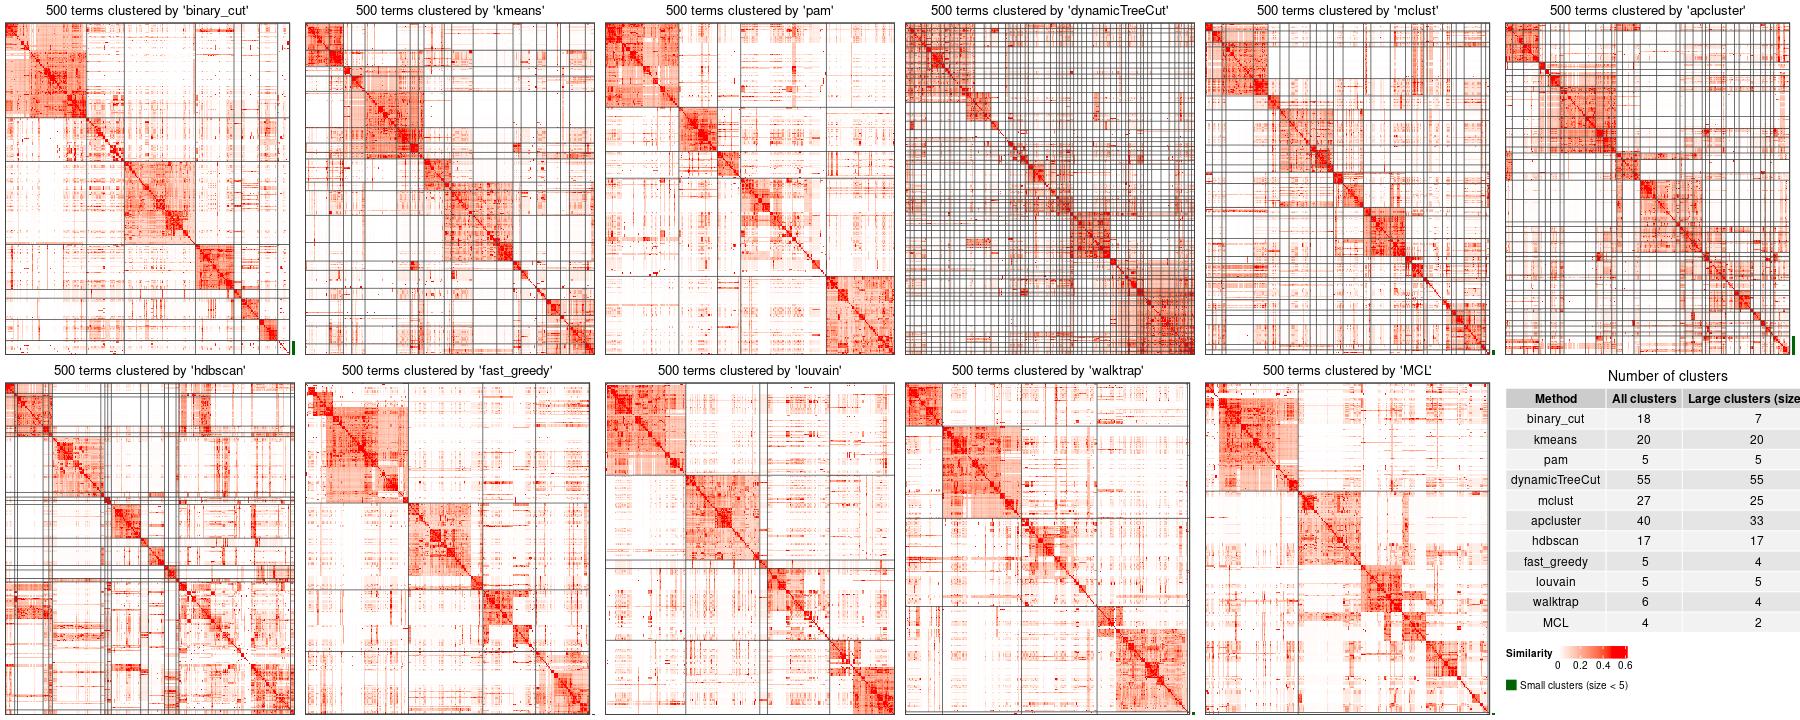 500 terms clustered by 'binary_cut'
500 terms clustered by 'kmeans'
500 terms clustered by 'pam'
500 terms clustered by 'dynamicTreeCut'
500 terms clustered by 'mclust'
500 terms clustered by 'apcluster'
500 terms clustered by 'hdbscan'
500 terms clustered by 'fast_greedy'
500 terms clustered by 'louvain'
500 terms clustered by 'walktrap'
500 terms clustered by 'MCL'
Number of clusters
Method All clusters Large clusters (size
binary_cut 18 7
kmeans 20 20
pam 5 5
dynamicTreeCut 55 55
mclust 27 25
apcluster 40 33
hdbscan 17 17
fast_greedy 5 4
louvain 5 5
walktrap 6 4
MCL 4 2
Similarity
0 0.2 0.4 0.6
Small clusters (size < 5)